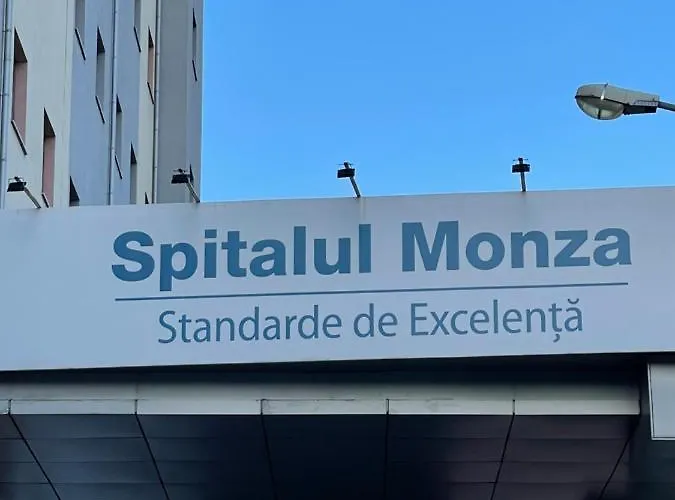 Spitalul Monza
Standarde de Excelență